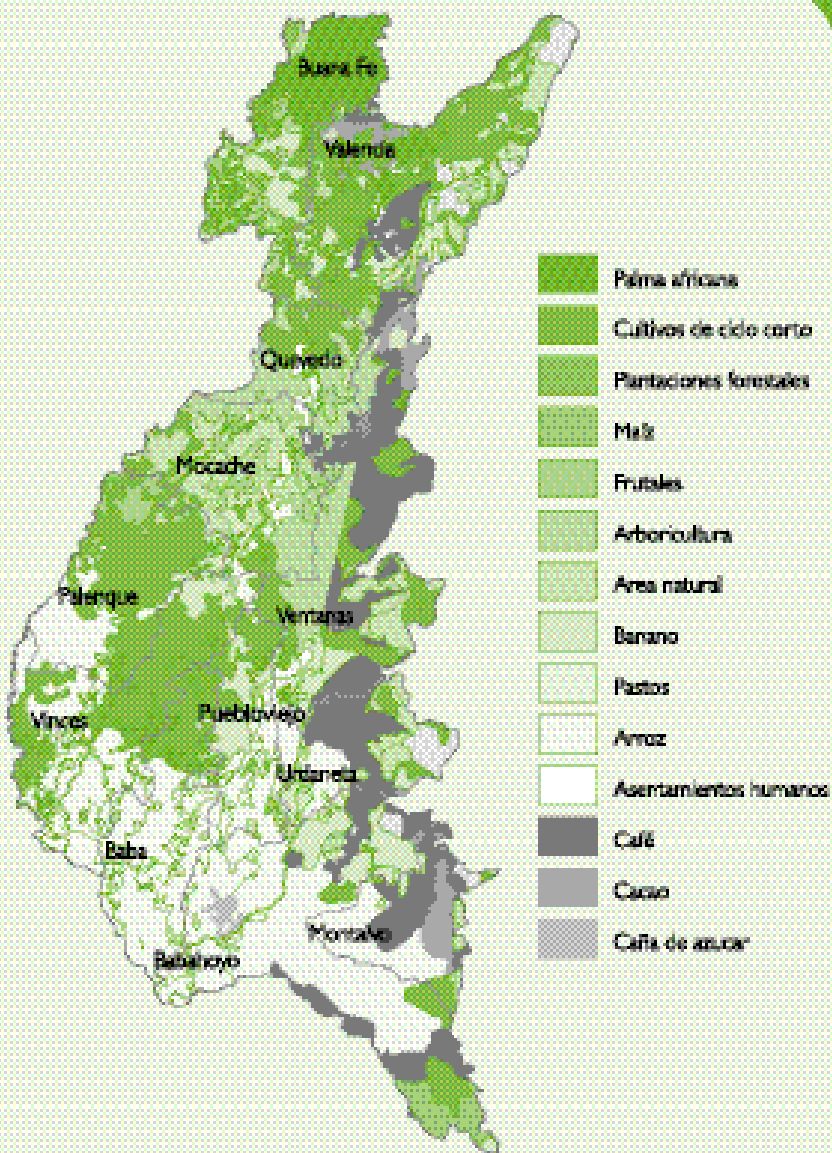 Buena Fe
Valencia
Quevedo
Mocache
Palenque
Ventanas
Vinces
Puebloviejo
Urdaneta
Baba
Montalvo
Babahoyo
Palma africana
Cultivos de ciclo corto
Plantaciones forestales
Maíz
Frutales
Arboricultura
Area natural
Banano
Pastos
Arroz
Asentamientos humanos
Café
Cacao
Caña de azucar